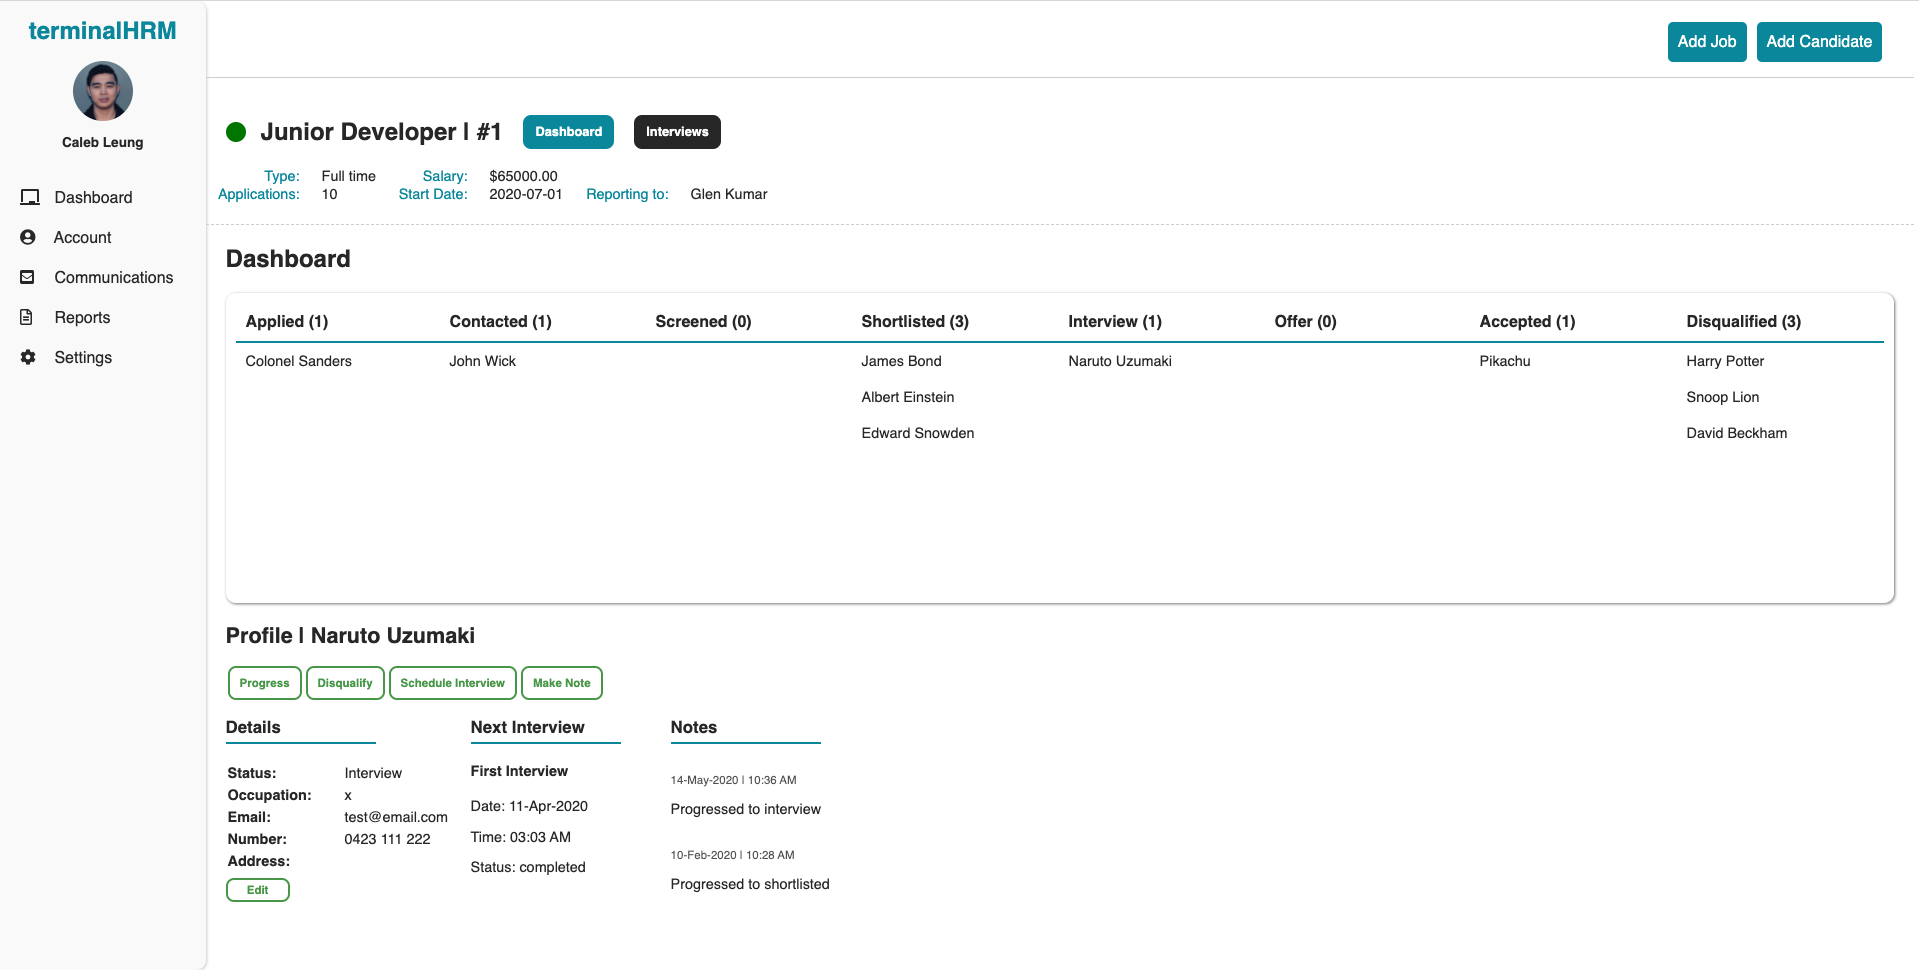 terminalHRM
Caleb Leung
Dashboard
Account
Communications
Reports
Settings
Add Job Add Candidate
Junior Developer | #1 Dashboard Interviews
Type: Full time Salary: $65000.00
Applications: 10 Start Date: 2020-07-01 Reporting to: Glen Kumar
Dashboard
Applied (1) Contacted (1) Screened (0) Shortlisted (3) Interview (1) Offer (0) Accepted (1) Disqualified (3)
Colonel Sanders John Wick James Bond Naruto Uzumaki Pikachu Harry Potter
Albert Einstein Snoop Lion
Edward Snowden David Beckham
Profile | Naruto Uzumaki
Progress Disqualify Schedule Interview Make Note
Details
Status: Interview
Occupation: x
Email: test@email.com
Number: 0423 111 222
Address:
Edit
Next Interview
First Interview
Date: 11-Apr-2020
Time: 03:03 AM
Status: completed
Notes
14-May-2020 | 10:36 AM
Progressed to interview
10-Feb-2020 | 10:28 AM
Progressed to shortlisted